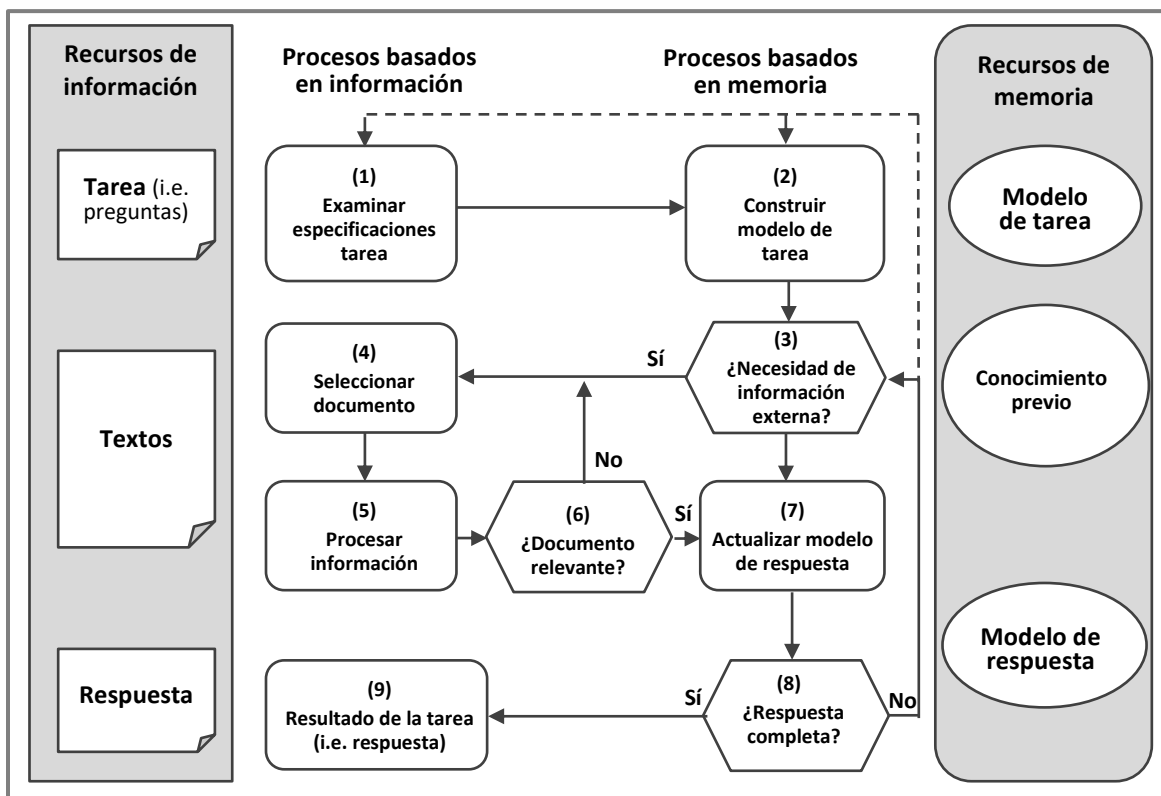 Recursos de
información
Tarea (i.e.
preguntas)
Textos
Respuesta
Procesos basados
en información
Procesos basados
en memoria
(1)
Examinar
especificaciones
tarea
(2)
Construir
modelo de
tarea
(3)
¿Necesidad de
información
externa?
Sí
(4)
Seleccionar
documento
No
(5)
Procesar
información
(6)
¿Documento
relevante?
Sí
(7)
Actualizar modelo
de respuesta
(8)
¿Respuesta
completa?
No
Sí
(9)
Resultado de la tarea
(i.e. respuesta)
Recursos de
memoria
Modelo
de tarea
Conocimiento
previo
Modelo de
respuesta